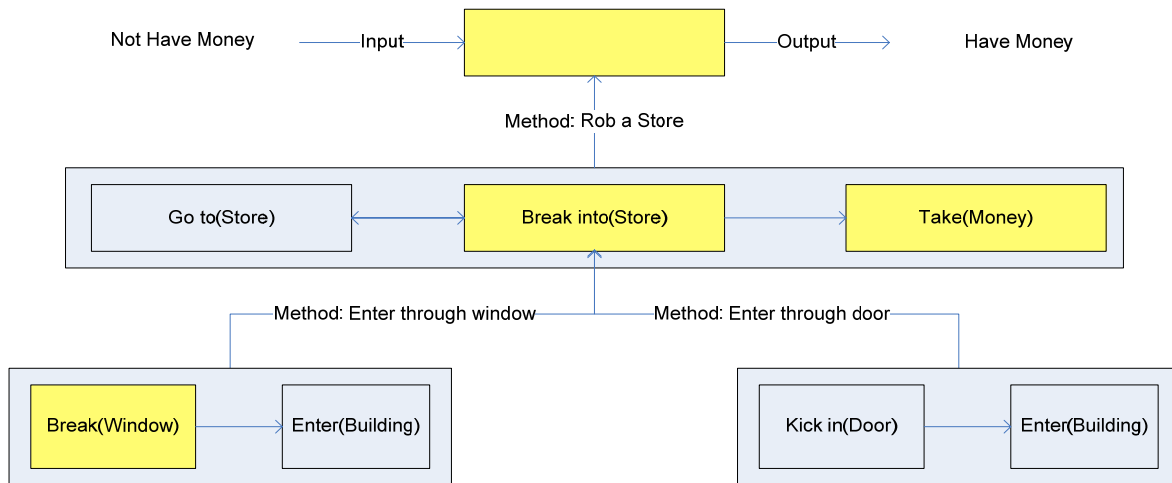 Not Have Money
Input
Output
Have Money
Method: Rob a Store
Go to(Store)
Break into(Store)
Take(Money)
Method: Enter through window
Method: Enter through door
Break(Window)
Enter(Building)
Kick in(Door)
Enter(Building)